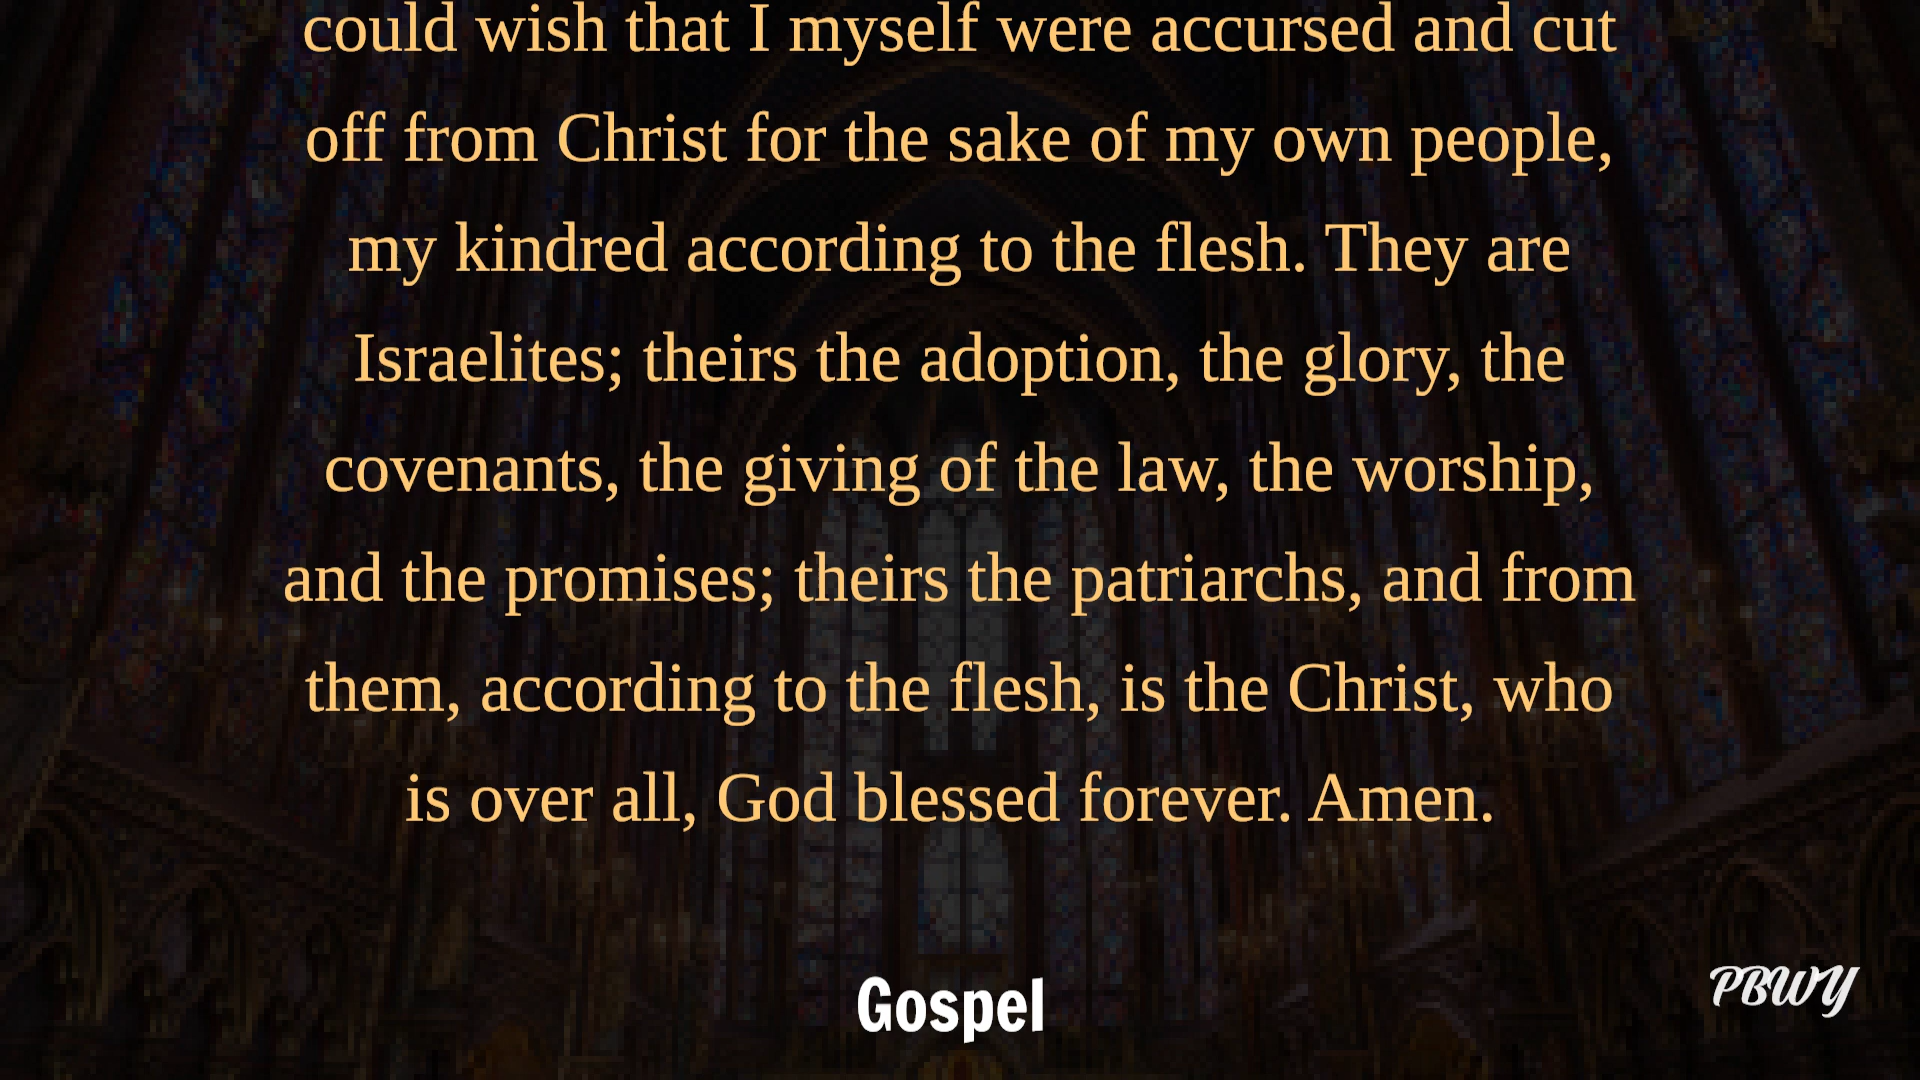 could wish that I myself were accursed and cut
off from Christ for the sake of my own people,
my kindred according to the flesh. They are
Israelites; theirs the adoption, the glory, the
covenants, the giving of the law, the worship,
and the promises; theirs the patriarchs, and from
them, according to the flesh, is the Christ, who
is over all, God blessed forever. Amen.
Gospel
PBWY